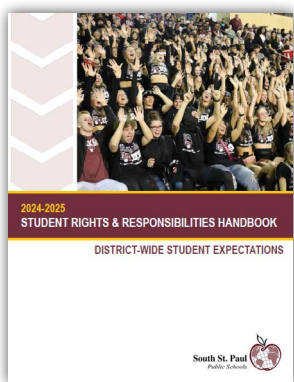 2024-2025
STUDENT RIGHTS & RESPONSIBILITIES HANDBOOK
DISTRICT-WIDE STUDENT EXPECTATIONS
South St. Paul
Public Schools